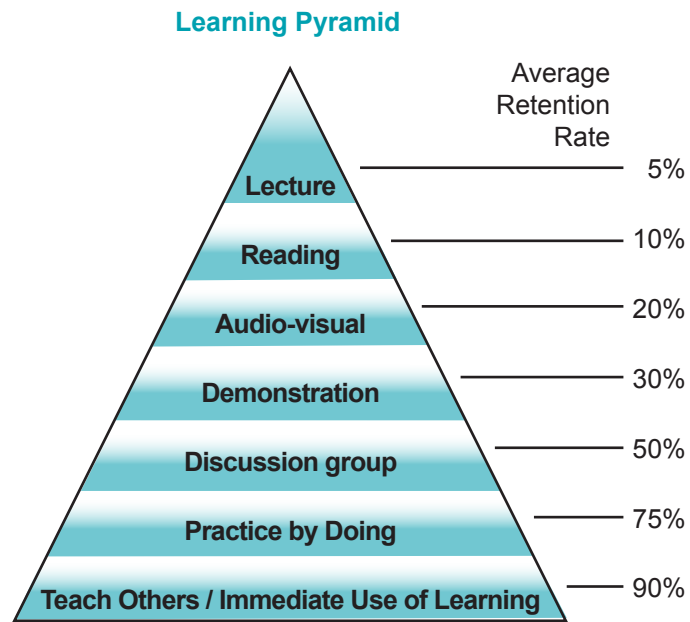 Learning Pyramid
Average
Retention
Rate
Lecture
5%
Reading
10%
Audio-visual
20%
Demonstration
30%
Discussion group
50%
Practice by Doing
75%
Teach Others / Immediate Use of Learning
90%